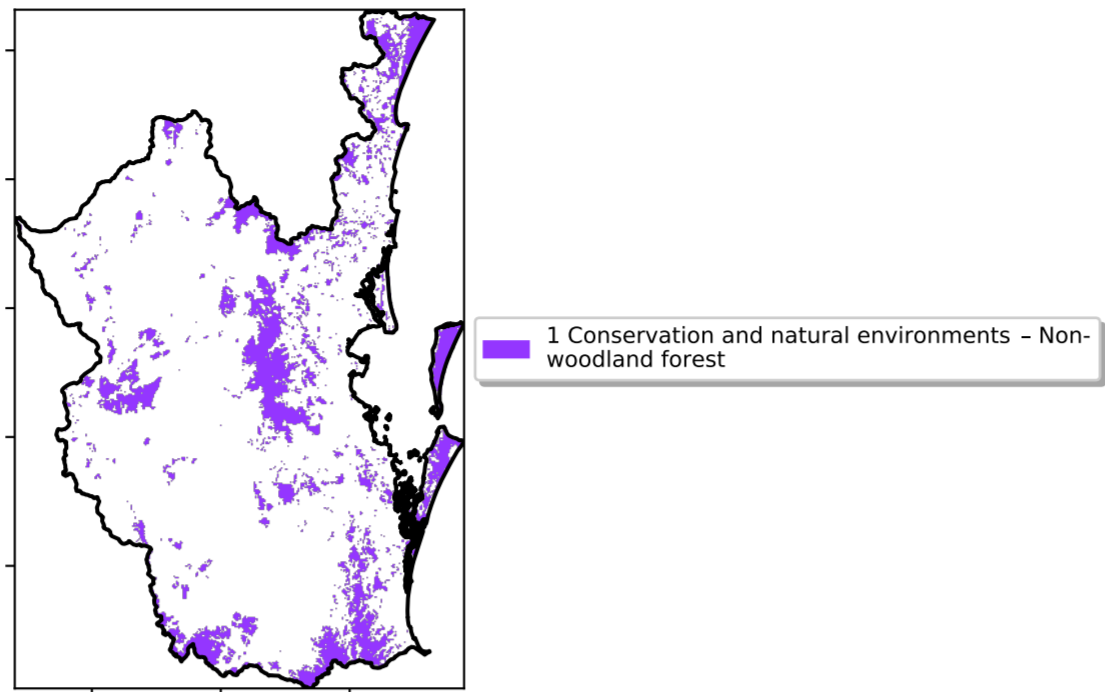 1 Conservation and natural environments – Non-
woodland forest